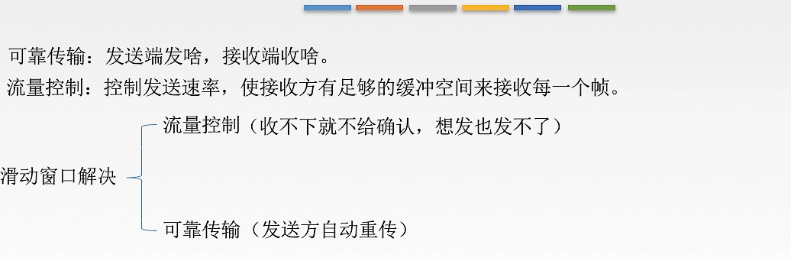 可靠传输：发送端发啥，接收端收啥。
流量控制：控制发送速率，使接收方有足够的缓冲空间来接收每一个帧。
流量控制（收不下就不给确认，想发也发不了）
滑动窗口解决
可靠传输（发送方自动重传）